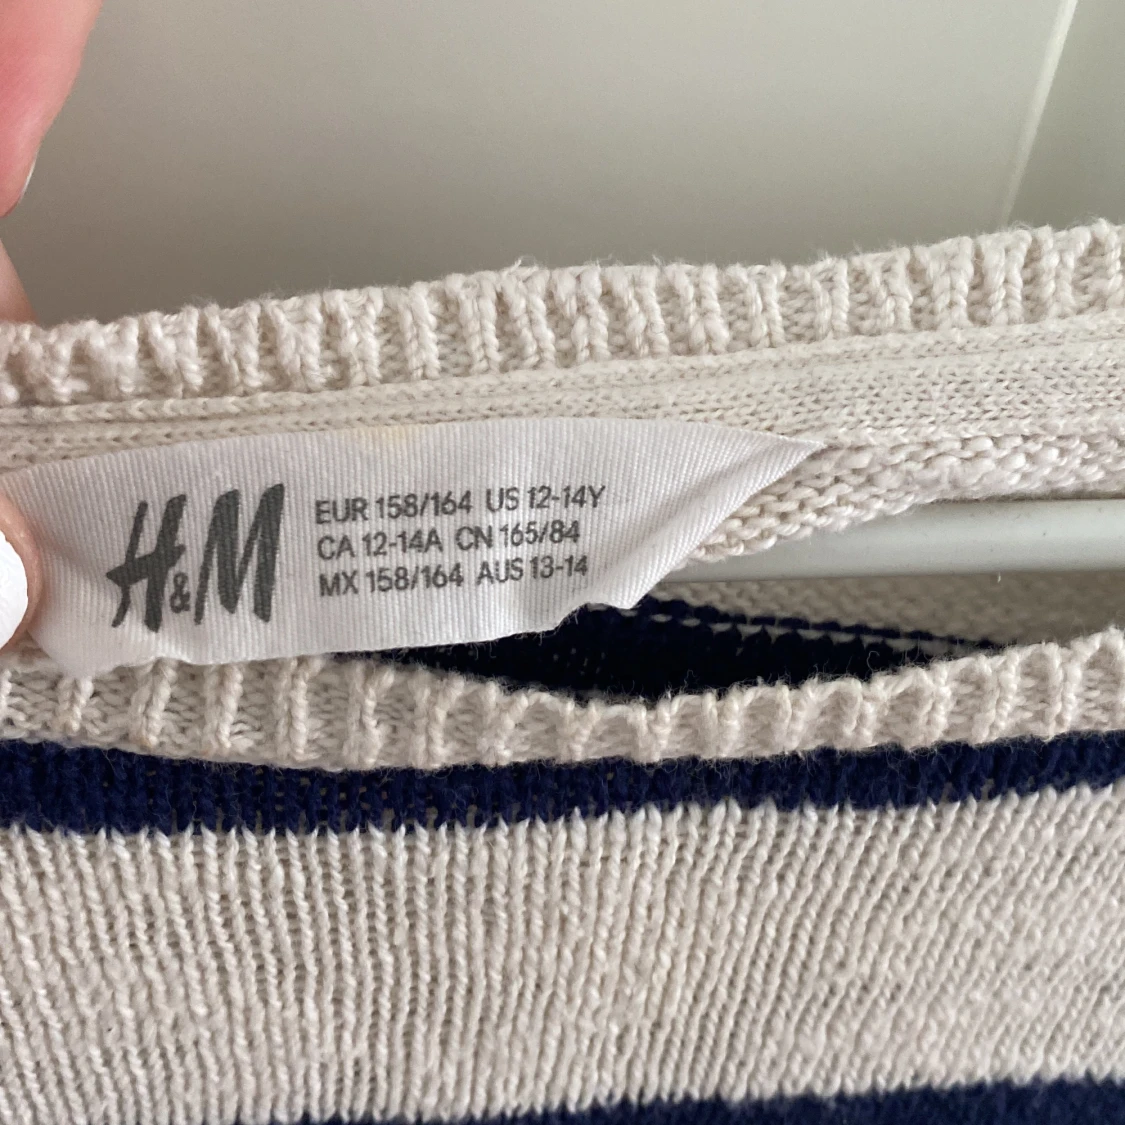 H&M
EUR 158/164 US 12-14Y
CA 12-14A CN 165/84
MX 158/164 AUS 13-14